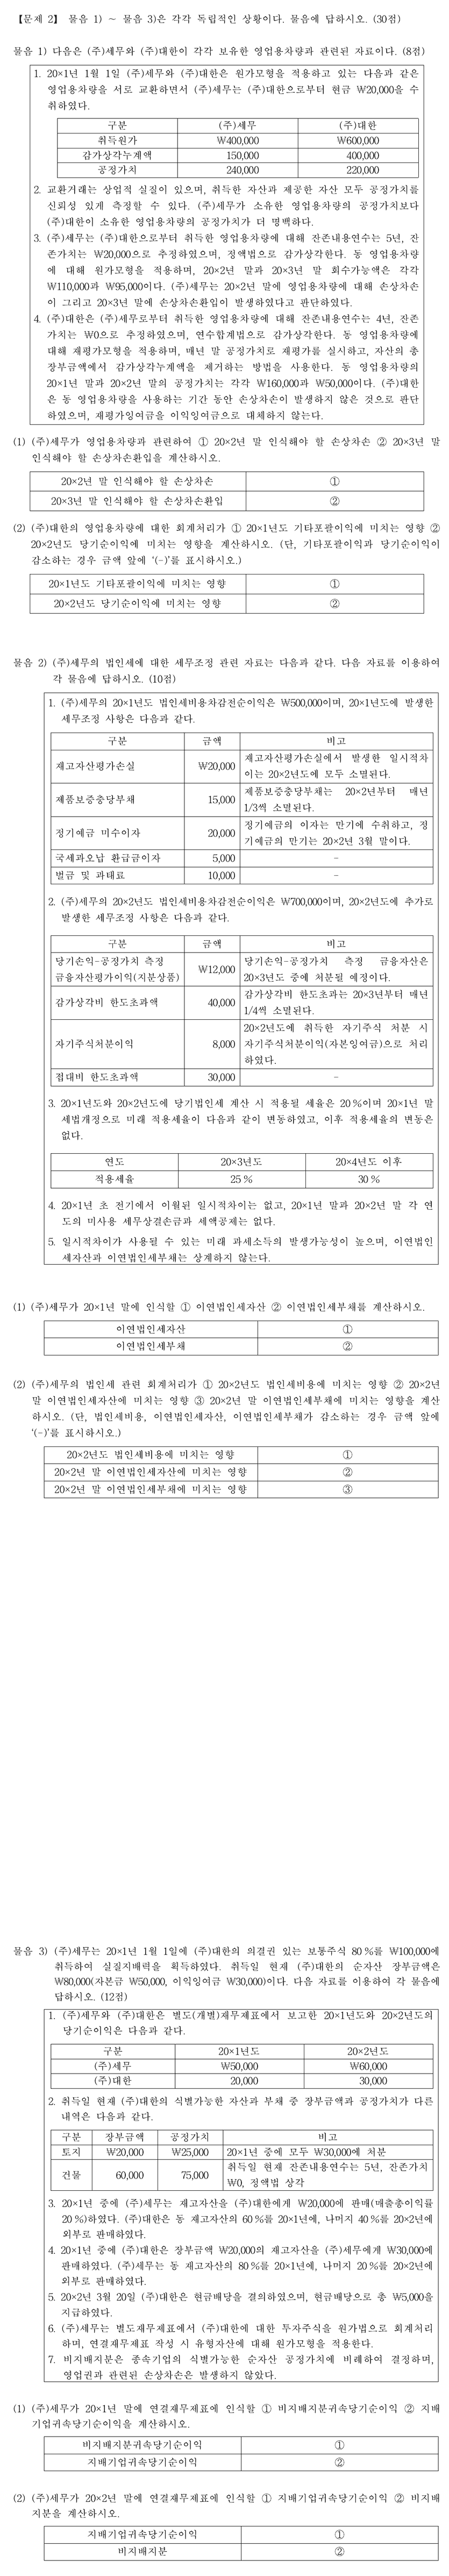 【문제 2】 물음 1) ~ 물음 3)은 각각 독립적인 상황이다. 물음에 답하시오. (30점)
물음 1) 다음은 (주)세무와 (주)대한이 각각 보유한 영업용차량과 관련된 자료이다. (8점)
1. 20×1년 1월 1일 (주)세무와 (주)대한은 원가모형을 적용하고 있는 다음과 같은
영업용차량을 서로 교환하면서 (주)세무는 (주)대한으로부터 현금 ₩20,000을 수
취하였다.
구분 (주)세무 (주)대한
취득원가 ₩400,000 ₩600,000
감가상각누계액 150,000 400,000
공정가치 240,000 220,000
2. 교환거래는 상업적 실질이 있으며, 취득한 자산과 제공한 자산 모두 공정가치를
신뢰성 있게 측정할 수 있다. (주)세무가 소유한 영업용차량의 공정가치보다
(주)대한이 소유한 영업용차량의 공정가치가 더 명백하다.
3. (주)세무는 (주)대한으로부터 취득한 영업용차량에 대해 잔존내용연수는 5년, 잔
존가치는 ₩20,000으로 추정하였으며, 정액법으로 감가상각한다. 동 영업용차량
에 대해 원가모형을 적용하며, 20×2년 말과 20×3년 말 회수가능액은 각각
₩110,000과 ₩95,000이다. (주)세무는 20×2년 말에 영업용차량에 대해 손상차손
이 그리고 20×3년 말에 손상차손환입이 발생하였다고 판단하였다.
4. (주)대한은 (주)세무로부터 취득한 영업용차량에 대해 잔존내용연수는 4년, 잔존
가치는 ₩0으로 추정하였으며, 연수합계법으로 감가상각한다. 동 영업용차량에
대해 재평가모형을 적용하며, 매년 말 공정가치로 재평가를 실시하고, 자산의 총
장부금액에서 감가상각누계액을 제거하는 방법을 사용한다. 동 영업용차량의
20×1년 말과 20×2년 말의 공정가치는 각각 ₩160,000과 ₩50,000이다. (주)대한
은 동 영업용차량을 사용하는 기간 동안 손상차손이 발생하지 않은 것으로 판단
하였으며, 재평가잉여금을 이익잉여금으로 대체하지 않는다.
(1) (주)세무가 영업용차량과 관련하여 ① 20×2년 말 인식해야 할 손상차손 ② 20×3년 말
인식해야 할 손상차손환입을 계산하시오.
20×2년 말 인식해야 할 손상차손 ①
20×3년 말 인식해야 할 손상차손환입 ②
(2) (주)대한의 영업용차량에 대한 회계처리가 ① 20×1년도 기타포괄이익에 미치는 영향 ②
20×2년도 당기순이익에 미치는 영향을 계산하시오. (단, 기타포괄이익과 당기순이익이
감소하는 경우 금액 앞에 '(-)'를 표시하시오.)
20×1년도 기타포괄이익에 미치는 영향 ①
20×2년도 당기순이익에 미치는 영향 ②
물음 2) (주)세무의 법인세에 대한 세무조정 관련 자료는 다음과 같다. 다음 자료를 이용하여
각 물음에 답하시오. (10점)
1. (주)세무의 20×1년도 법인세비용차감전순이익은 ₩500,000이며, 20×1년도에 발생한
세무조정 사항은 다음과 같다.
구분 금액 비고
재고자산평가손실 ₩20,000 재고자산평가손실에서 발생한 일시적차
이는 20×2년도에 모두 소멸된다.
제품보증충당부채 15,000 제품보증충당부채는 20×2년부터 매년
1/3씩 소멸된다.
정기예금 미수이자 20,000 정기예금의 이자는 만기에 수취하고, 정
기예금의 만기는 20×2년 3월 말이다.
국세과오납 환급금이자 5,000 -
벌금 및 과태료 10,000 -
2. (주)세무의 20×2년도 법인세비용차감전순이익은 ₩700,000이며, 20×2년도에 추가로
발생한 세무조정 사항은 다음과 같다.
구분 금액 비고
당기손익-공정가치 측정
금융자산평가이익(지분상품) ₩12,000 당기손익-공정가치 측정 금융자산은
20×3년도 중에 처분될 예정이다.
감가상각비 한도초과액 40,000 감가상각비 한도초과는 20×3년부터 매년
1/4씩 소멸된다.
자기주식처분이익 8,000 20×2년도에 취득한 자기주식 처분 시
자기주식처분이익(자본잉여금)으로 처리
하였다.
접대비 한도초과액 30,000 -
3. 20×1년도와 20×2년도에 당기법인세 계산 시 적용될 세율은 20%이며 20×1년 말
세법개정으로 미래 적용세율이 다음과 같이 변동하였고, 이후 적용세율의 변동은
없다.
연도 20×3년도 20×4년도 이후
적용세율 25% 30%
4. 20×1년 초 전기에서 이월된 일시적차이는 없고, 20×1년 말과 20×2년 말 각 연
도의 미사용 세무상결손금과 세액공제는 없다.
5. 일시적차이가 사용될 수 있는 미래 과세소득의 발생가능성이 높으며, 이연법인
세자산과 이연법인세부채는 상계하지 않는다.
(1) (주)세무가 20×1년 말에 인식할 ① 이연법인세자산 ② 이연법인세부채를 계산하시오.
이연법인세자산 ①
이연법인세부채 ②
(2) (주)세무의 법인세 관련 회계처리가 ① 20×2년도 법인세비용에 미치는 영향 ② 20×2년
말 이연법인세자산에 미치는 영향 ③ 20×2년 말 이연법인세부채에 미치는 영향을 계산
하시오. (단, 법인세비용, 이연법인세자산, 이연법인세부채가 감소하는 경우 금액 앞에
'(-)'를 표시하시오.)
20×2년도 법인세비용에 미치는 영향 ①
20×2년 말 이연법인세자산에 미치는 영향 ②
20×2년 말 이연법인세부채에 미치는 영향 ③
물음 3) (주)세무는 20×1년 1월 1일에 (주)대한의 의결권 있는 보통주식 80%를 ₩100,000에
취득하여 실질지배력을 획득하였다. 취득일 현재 (주)대한의 순자산 장부금액은
₩80,000(자본금 ₩50,000, 이익잉여금 ₩30,000)이다. 다음 자료를 이용하여 각 물음에
답하시오. (12점)
1. (주)세무와 (주)대한은 별도(개별)재무제표에서 보고한 20×1년도와 20×2년도의
당기순이익은 다음과 같다.
구분 20×1년도 20×2년도
(주)세무 ₩50,000 ₩60,000
(주)대한 20,000 30,000
2. 취득일 현재 (주)대한의 식별가능한 자산과 부채 중 장부금액과 공정가치가 다른
내역은 다음과 같다.
구분 장부금액 공정가치 비고
토지 ₩20,000 ₩25,000 20×1년 중에 모두 ₩30,000에 처분
건물 60,000 75,000 취득일 현재 잔존내용연수는 5년, 잔존가치
₩0, 정액법 상각
3. 20×1년 중에 (주)세무는 재고자산을 (주)대한에게 ₩20,000에 판매(매출총이익률
20%)하였다. (주)대한은 동 재고자산의 60%를 20×1년에, 나머지 40%를 20×2년에
외부로 판매하였다.
4. 20×1년 중에 (주)대한은 장부금액 ₩20,000의 재고자산을 (주)세무에게 ₩30,000에
판매하였다. (주)세무는 동 재고자산의 80%를 20×1년에, 나머지 20%를 20×2년에
외부로 판매하였다.
5. 20×2년 3월 20일 (주)대한은 현금배당을 결의하였으며, 현금배당으로 총 ₩5,000을
지급하였다.
6. (주)세무는 별도재무제표에서 (주)대한에 대한 투자주식을 원가법으로 회계처리
하며, 연결재무제표 작성 시 유형자산에 대해 원가모형을 적용한다.
7. 비지배지분은 종속기업의 식별가능한 순자산 공정가치에 비례하여 결정하며,
영업권과 관련된 손상차손은 발생하지 않았다.
(1) (주)세무가 20×1년 말에 연결재무제표에 인식할 ① 비지배지분귀속당기순이익 ② 지배
기업귀속당기순이익을 계산하시오.
비지배지분귀속당기순이익 ①
지배기업귀속당기순이익 ②
(2) (주)세무가 20×2년 말에 연결재무제표에 인식할 ① 지배기업귀속당기순이익 ② 비지배
지분을 계산하시오.
지배기업귀속당기순이익 ①
비지배지분 ②